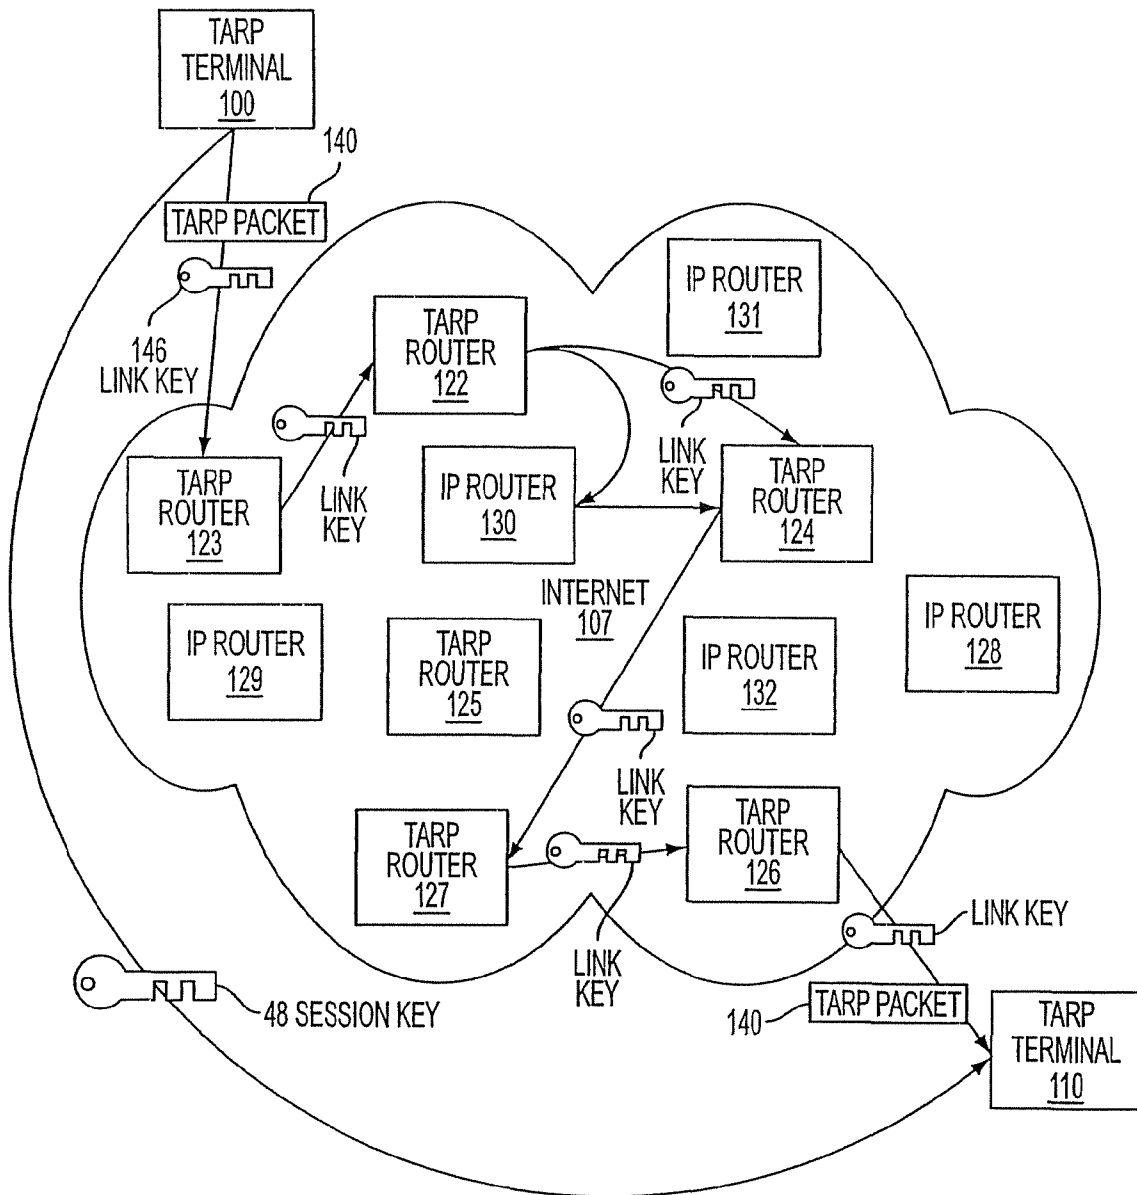 TARP
TERMINAL
100
140
TARP PACKET
146
LINK KEY
IP ROUTER
131
TARP
ROUTER
122
LINK
KEY
LINK
KEY
TARP
ROUTER
123
IP ROUTER
130
TARP
ROUTER
124
INTERNET
107
IP ROUTER
129
TARP
ROUTER
125
IP ROUTER
132
IP ROUTER
128
LINK
KEY
TARP
ROUTER
127
TARP
ROUTER
126
LINK
KEY
LINK KEY
48 SESSION KEY
140
TARP PACKET
TARP
TERMINAL
110